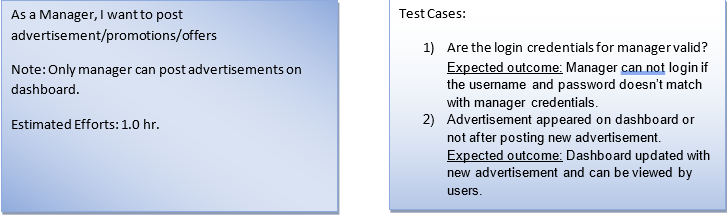 As a Manager, I want to post
advertisement/promotions/offers
Note: Only manager can post advertisements on
dashboard.
Estimated Efforts: 1.0 hr.
Test Cases:
1) Are the login credentials for manager valid?
Expected outcome: Manager can not login if
the username and password doesn't match
with manager credentials.
2) Advertisement appeared on dashboard or
not after posting new advertisement.
Expected outcome: Dashboard updated with
new advertisement and can be viewed by
users.